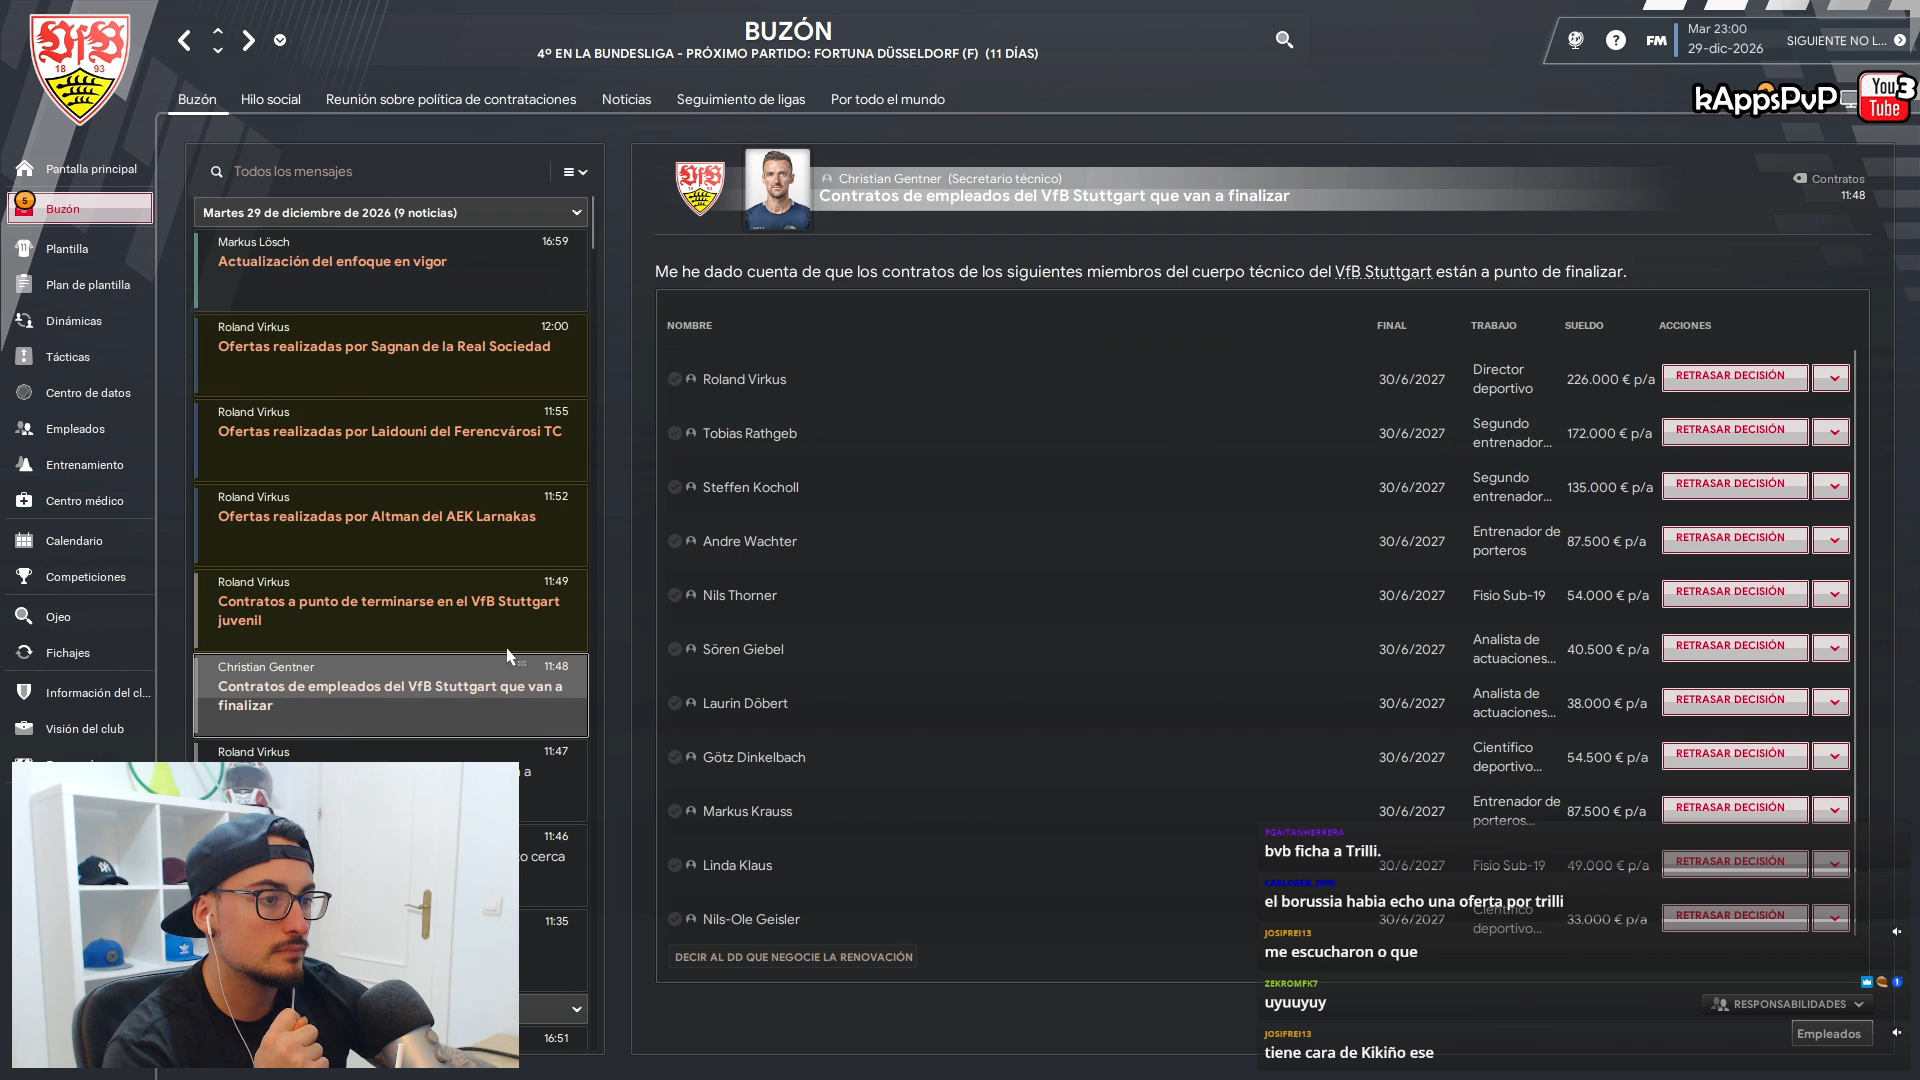 BUZÓN
4º EN LA BUNDESLIGA - PRÓXIMO PARTIDO: FORTUNA DÜSSELDORF (F) (11 DÍAS)
Mar 23:00
29-dic-2026
SIGUIENTE NO L...
FM
?
VfB
18 93
kAppsPvP
You Tube
3
Buzón
Hilo social
Reunión sobre política de contrataciones
Noticias
Seguimiento de ligas
Por todo el mundo
Pantalla principal
5
Buzón
Plantilla
Plan de plantilla
Dinámicas
Tácticas
Centro de datos
Empleados
Entrenamiento
Centro médico
Calendario
Competiciones
Ojeo
Fichajes
Información del cl...
Visión del club
Todos los mensajes
Martes 29 de diciembre de 2026 (9 noticias)
Markus Lösch 16:59
Actualización del enfoque en vigor
Roland Virkus 12:00
Ofertas realizadas por Sagnan de la Real Sociedad
Roland Virkus 11:55
Ofertas realizadas por Laidouni del Ferencvárosi TC
Roland Virkus 11:52
Ofertas realizadas por Altman del AEK Larnakas
Roland Virkus 11:49
Contratos a punto de terminarse en el VfB Stuttgart
juvenil
Christian Gentner 11:48
Contratos de empleados del VfB Stuttgart que van a
finalizar
Roland Virkus 11:47
a
11:46
cerca
11:35
16:51
Christian Gentner (Secretario técnico)
Contratos de empleados del VfB Stuttgart que van a finalizar
Contratos
11:48
Me he dado cuenta de que los contratos de los siguientes miembros del cuerpo técnico del VfB Stuttgart están a punto de finalizar.
NOMBRE FINAL TRABAJO SUELDO ACCIONES
Roland Virkus 30/6/2027 Director deportivo 226.000 € p/a RETRASAR DECISIÓN
Tobias Rathgeb 30/6/2027 Segundo entrenador... 172.000 € p/a RETRASAR DECISIÓN
Steffen Kocholl 30/6/2027 Segundo entrenador... 135.000 € p/a RETRASAR DECISIÓN
Andre Wachter 30/6/2027 Entrenador de porteros 87.500 € p/a RETRASAR DECISIÓN
Nils Thorner 30/6/2027 Fisio Sub-19 54.000 € p/a RETRASAR DECISIÓN
Sören Giebel 30/6/2027 Analista de actuaciones... 40.500 € p/a RETRASAR DECISIÓN
Laurin Döbert 30/6/2027 Analista de actuaciones... 38.000 € p/a RETRASAR DECISIÓN
Götz Dinkelbach 30/6/2027 Científico deportivo... 54.500 € p/a RETRASAR DECISIÓN
Markus Krauss 30/6/2027 Entrenador de porteros... 87.500 € p/a RETRASAR DECISIÓN
Linda Klaus 30/6/2027 Fisio Sub-19 49.000 € p/a RETRASAR DECISIÓN
Nils-Ole Geisler 30/6/2027 Científico deportivo... 33.000 € p/a RETRASAR DECISIÓN
DECIR AL DD QUE NEGOCIE LA RENOVACIÓN
PGAITANHERRERA
bvb ficha a Trilli.
el borussia habia echo una oferta por trilli
JOSIFREI13
me escucharon o que
ZEKROMFK7
uyuuyuy
JOSIFREI13
tiene cara de Kikiño ese
RESPONSABILIDADES
Empleados
1